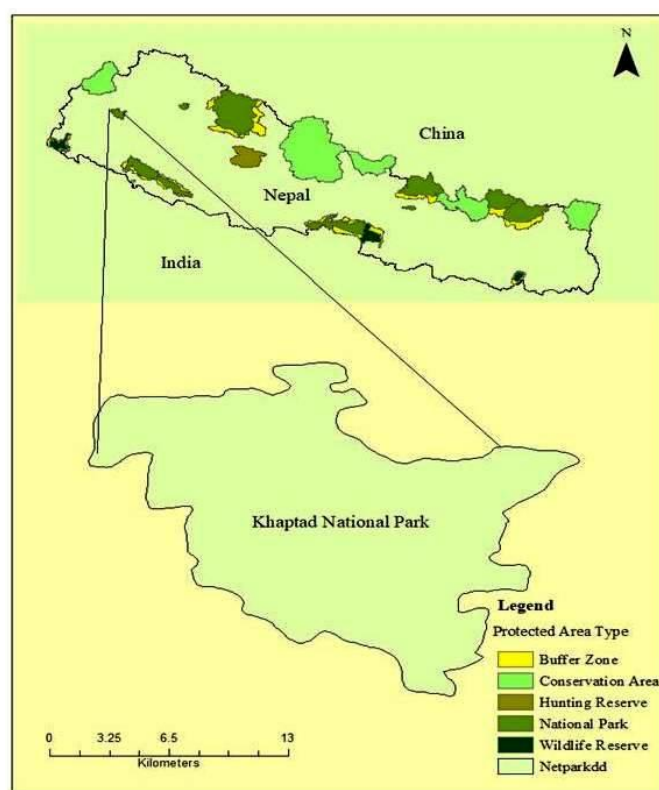 N
China
Nepal
India
Khaptad National Park
Legend
Protected Area Type
Buffer Zone
Conservation Area
Hunting Reserve
National Park
Wildlife Reserve
Netparkdd
0 3.25 6.5 13
Kilometers